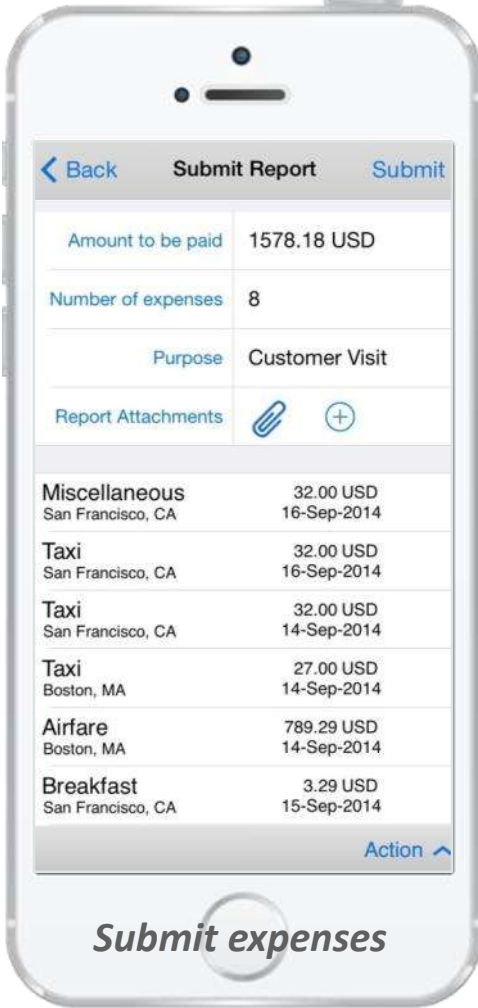 Back Submit Report Submit
Amount to be paid 1578.18 USD
Number of expenses 8
Purpose Customer Visit
Report Attachments
Miscellaneous 32.00 USD
San Francisco, CA 16-Sep-2014
Taxi 32.00 USD
San Francisco, CA 16-Sep-2014
Taxi 32.00 USD
San Francisco, CA 14-Sep-2014
Taxi 27.00 USD
Boston, MA 14-Sep-2014
Airfare 789.29 USD
Boston, MA 14-Sep-2014
Breakfast 3.29 USD
San Francisco, CA 15-Sep-2014
Action
Submit expenses